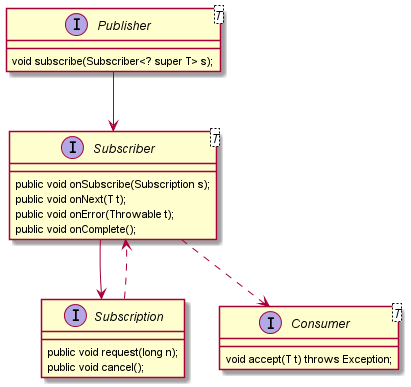 I Publisher T
void subscribe(Subscriber<? super T> s);
I Subscriber T
public void onSubscribe(Subscription s);
public void onNext(T t);
public void onError(Throwable t);
public void onComplete();
I Subscription
public void request(long n);
public void cancel();
I Consumer T
void accept(T t) throws Exception;